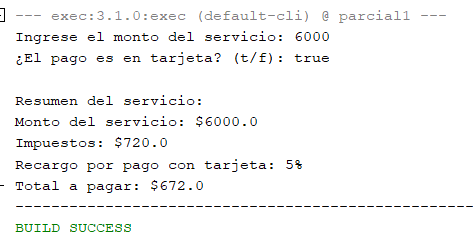 --- exec:3.1.0:exec (default-cli) @ parcial1 ---
Ingrese el monto del servicio: 6000
¿El pago es en tarjeta? (t/f): true
Resumen del servicio:
Monto del servicio: $6000.0
Impuestos: $720.0
Recargo por pago con tarjeta: 5%
Total a pagar: $672.0
------------------------------------------------------------------------
BUILD SUCCESS